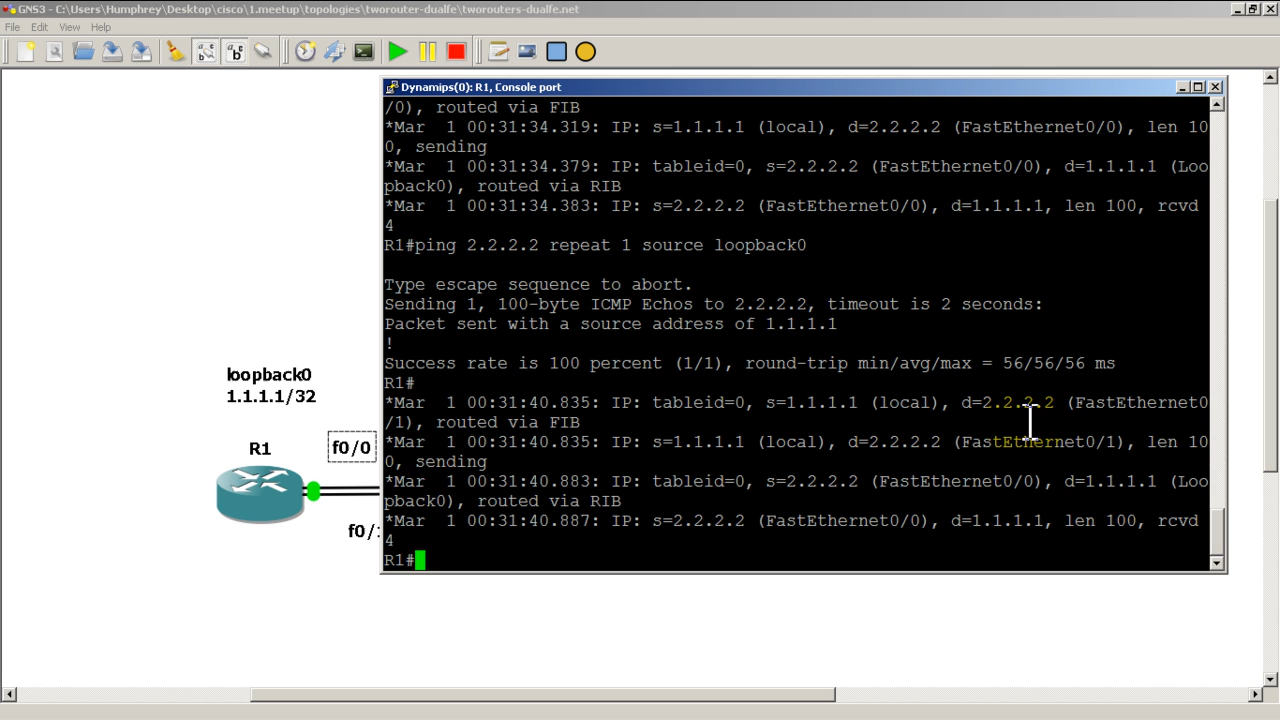 GNS3 - C:\Users\Humphrey\Desktop\cisco\1.meetup\topologies\tworouter-dualfe\tworouters-dualfe.net
File Edit View Help
Dynamips(0): R1, Console port
/0), routed via FIB
*Mar  1 00:31:34.319: IP: s=1.1.1.1 (local), d=2.2.2.2 (FastEthernet0/0), len 10
0, sending
*Mar  1 00:31:34.379: IP: tableid=0, s=2.2.2.2 (FastEthernet0/0), d=1.1.1.1 (Loo
pback0), routed via RIB
*Mar  1 00:31:34.383: IP: s=2.2.2.2 (FastEthernet0/0), d=1.1.1.1, len 100, rcvd
4
R1#ping 2.2.2.2 repeat 1 source loopback0
Type escape sequence to abort.
Sending 1, 100-byte ICMP Echos to 2.2.2.2, timeout is 2 seconds:
Packet sent with a source address of 1.1.1.1
!
Success rate is 100 percent (1/1), round-trip min/avg/max = 56/56/56 ms
R1#
*Mar  1 00:31:40.835: IP: tableid=0, s=1.1.1.1 (local), d=2.2.2.2 (FastEthernet0
/1), routed via FIB
*Mar  1 00:31:40.835: IP: s=1.1.1.1 (local), d=2.2.2.2 (FastEthernet0/1), len 10
0, sending
*Mar  1 00:31:40.883: IP: tableid=0, s=2.2.2.2 (FastEthernet0/0), d=1.1.1.1 (Loo
pback0), routed via RIB
*Mar  1 00:31:40.887: IP: s=2.2.2.2 (FastEthernet0/0), d=1.1.1.1, len 100, rcvd
4
R1#
loopback0
1.1.1.1/32
R1
f0/0
f0/